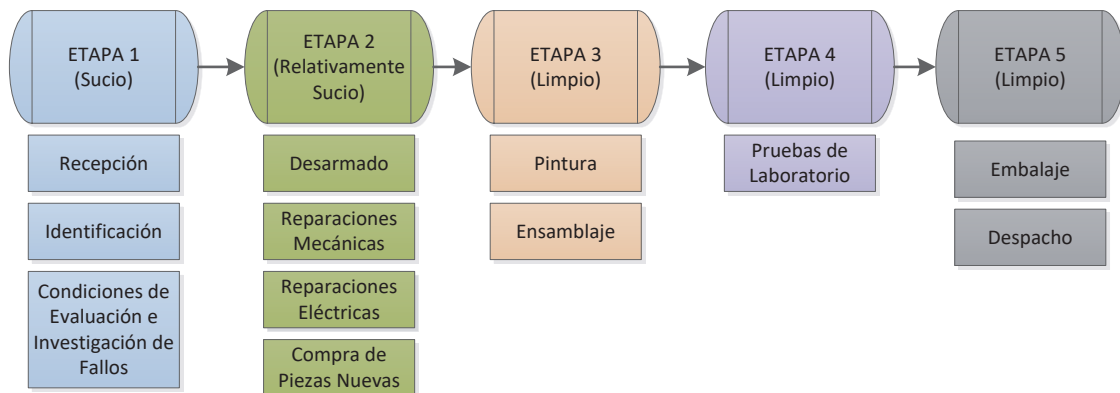 ETAPA 1
(Sucio)
Recepción
Identificación
Condiciones de
Evaluación e
Investigación de
Fallos
ETAPA 2
(Relativamente
Sucio)
Desarmado
Reparaciones
Mecánicas
Reparaciones
Eléctricas
Compra de
Piezas Nuevas
ETAPA 3
(Limpio)
Pintura
Ensamblaje
ETAPA 4
(Limpio)
Pruebas de
Laboratorio
ETAPA 5
(Limpio)
Embalaje
Despacho